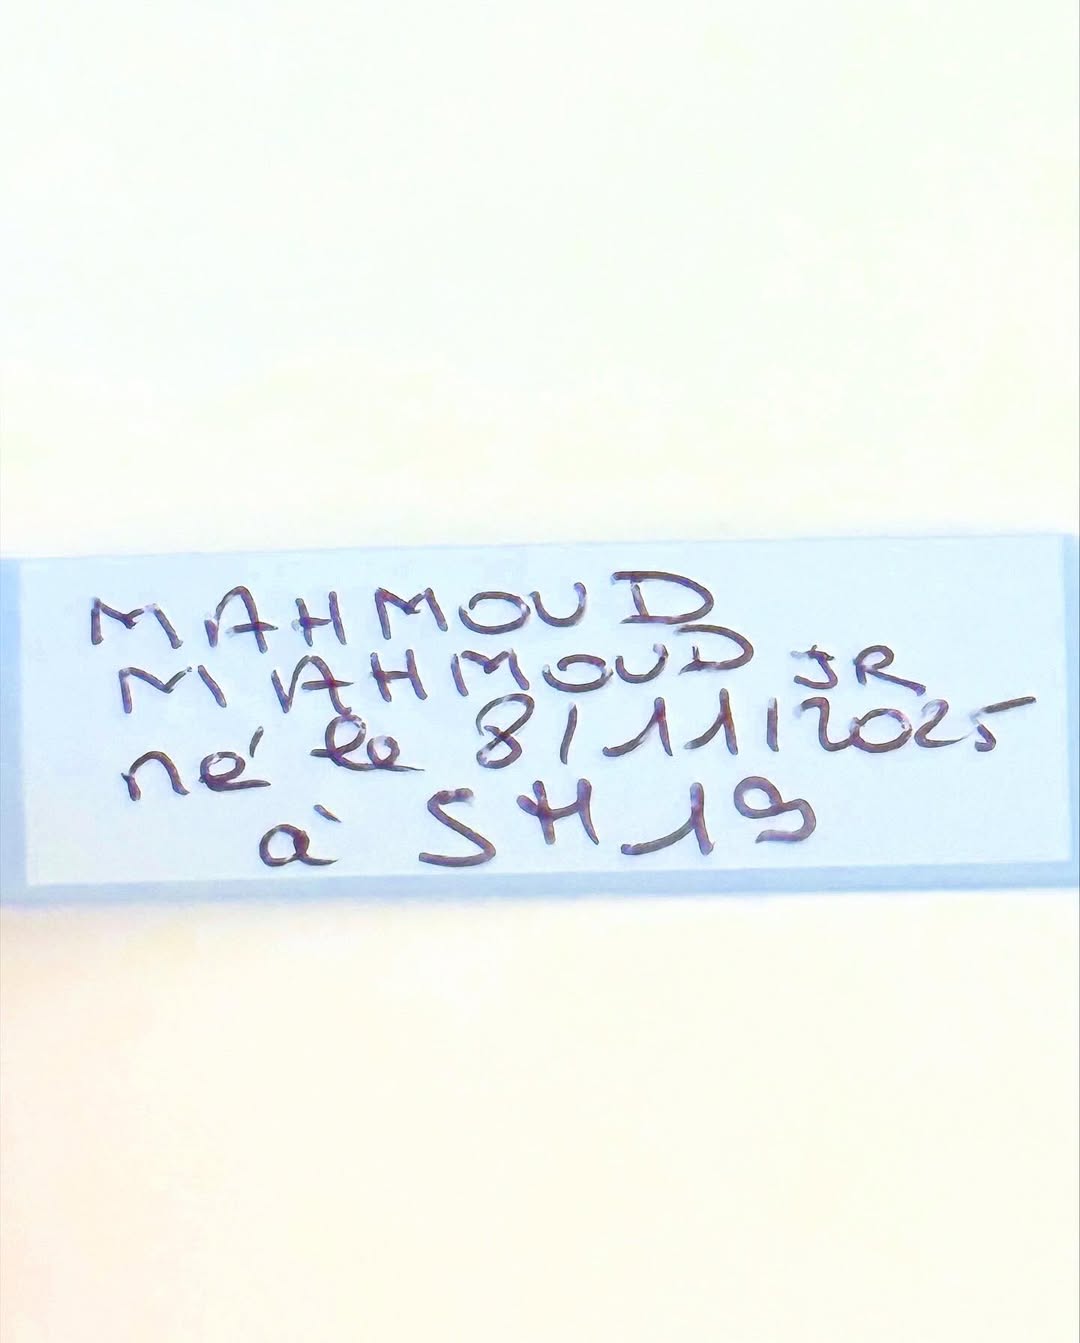 MAHMOUD
MAHMOUD JR
né le 8/11/2025
à 5H19